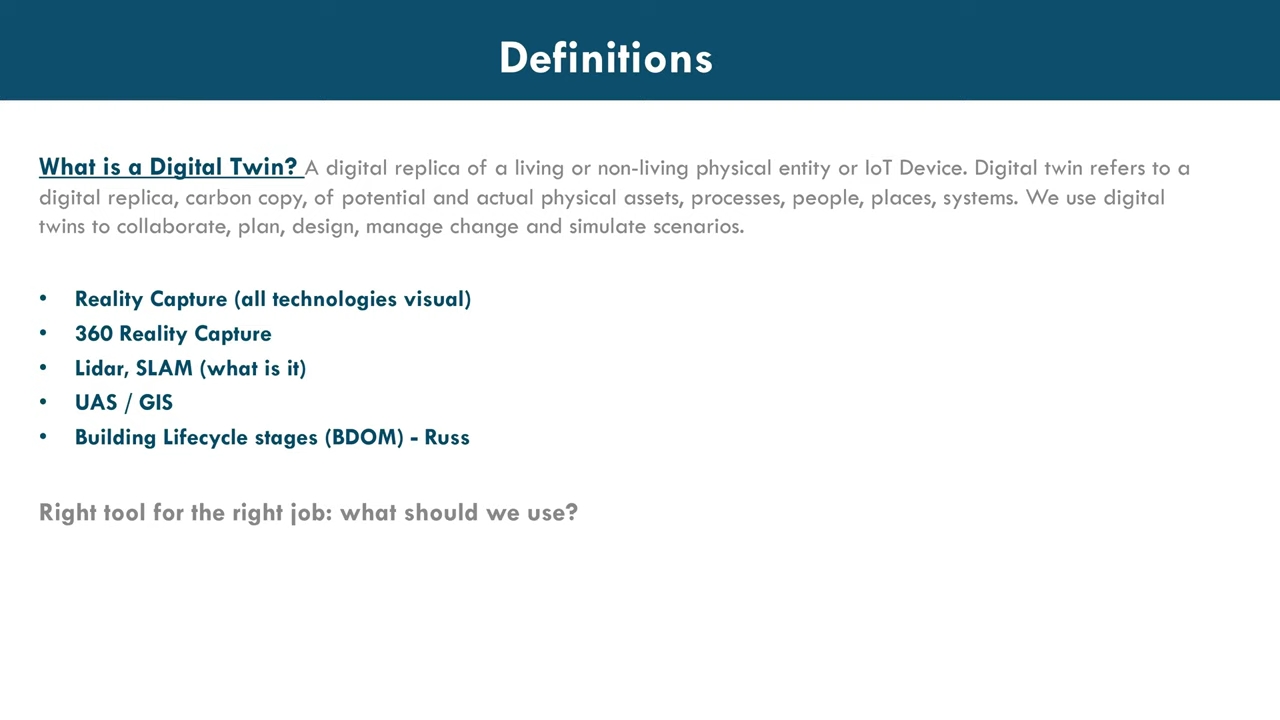 Definitions
What is a Digital Twin? A digital replica of a living or non-living physical entity or IoT Device. Digital twin refers to a
digital replica, carbon copy, of potential and actual physical assets, processes, people, places, systems. We use digital
twins to collaborate, plan, design, manage change and simulate scenarios.
• Reality Capture (all technologies visual)
• 360 Reality Capture
• Lidar, SLAM (what is it)
• UAS / GIS
• Building Lifecycle stages (BDOM) - Russ
Right tool for the right job: what should we use?